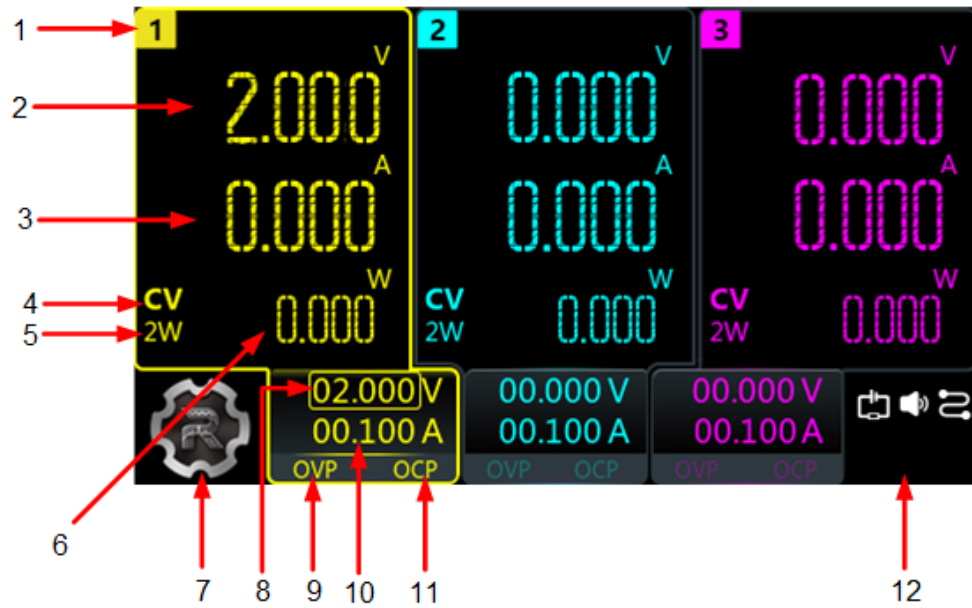 1 1 2 3
V V V
2 2.000 0.000 0.000
A A A
3 0.000 0.000 0.000
W W W
4 CV CV CV
0.000 0.000 0.000
5 2W 2W 2W
02.000 V 00.000 V 00.000 V
R 00.100 A 00.100 A 00.100 A
OVP OCP OVP OCP OVP OCP
6 7 8 9 10 11 12